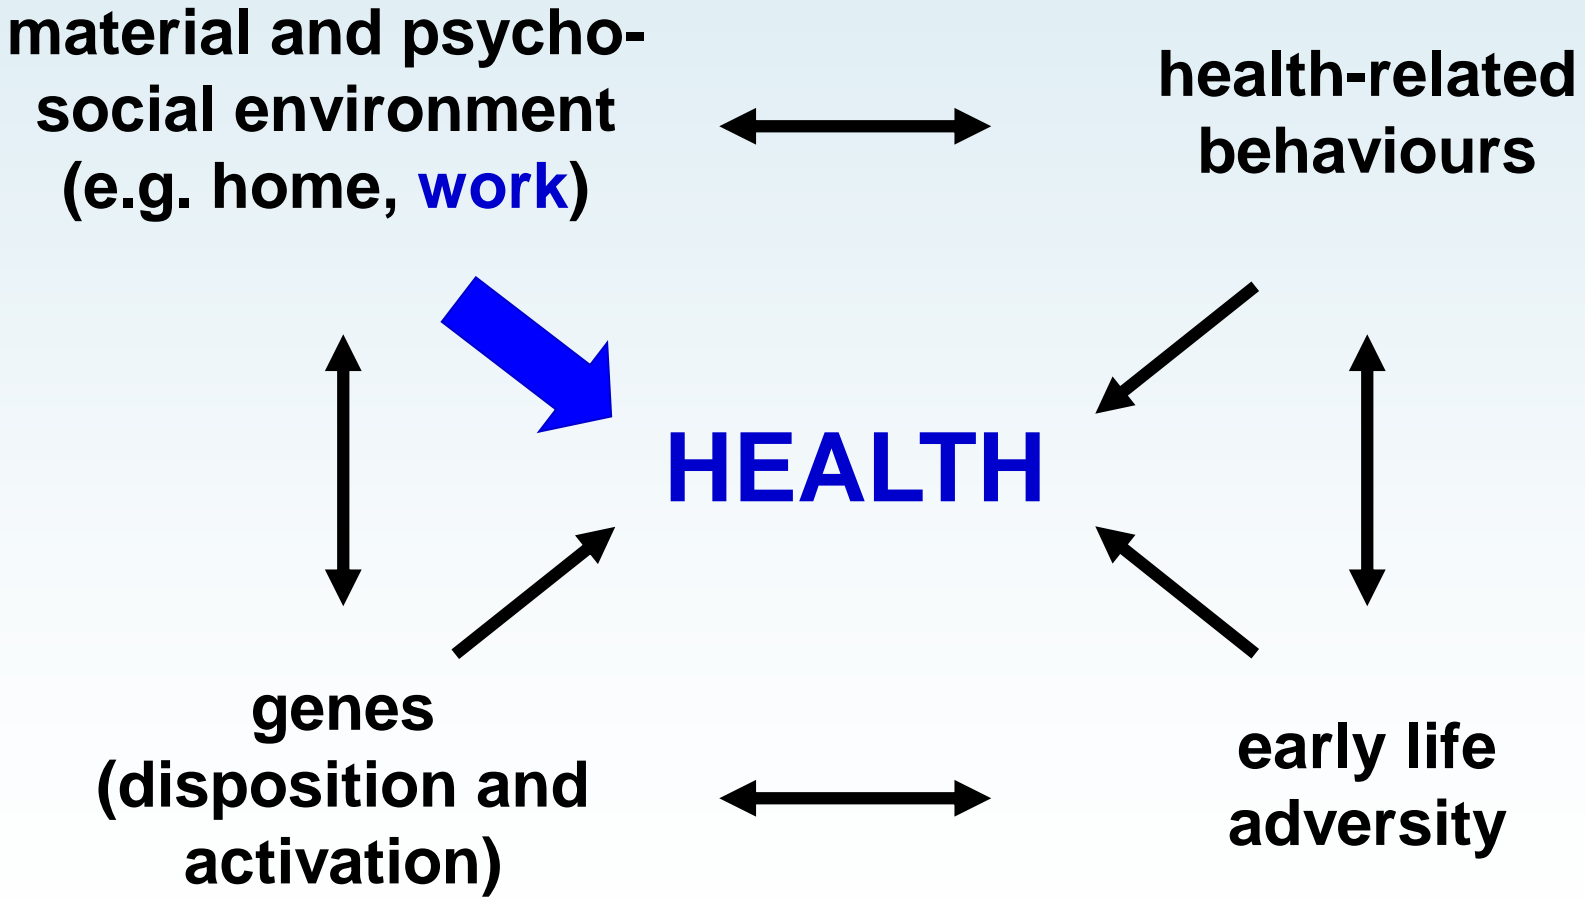 material and psycho-
social environment
(e.g. home, work)
health-related
behaviours
HEALTH
genes
(disposition and
activation)
early life
adversity